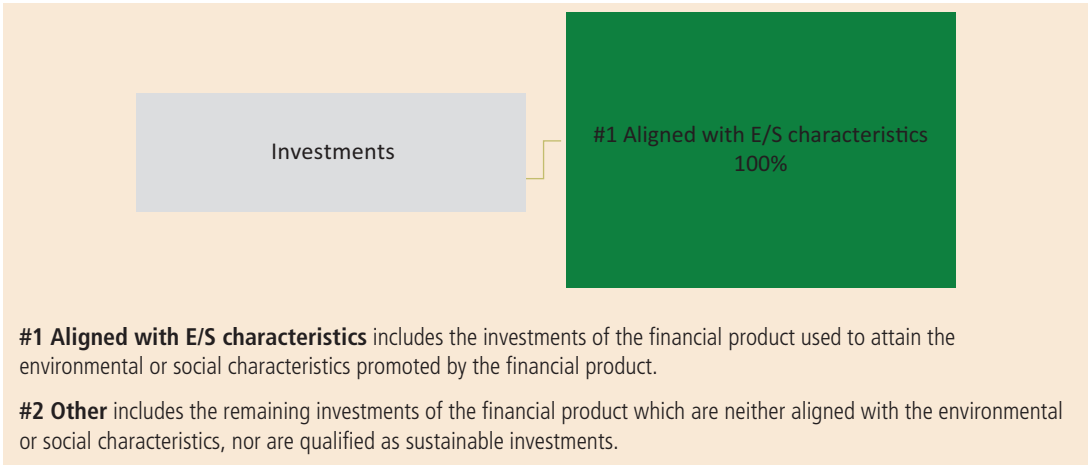 Investments
#1 Aligned with E/S characteristics
100%
#1 Aligned with E/S characteristics includes the investments of the financial product used to attain the
environmental or social characteristics promoted by the financial product.
#2 Other includes the remaining investments of the financial product which are neither aligned with the environmental
or social characteristics, nor are qualified as sustainable investments.